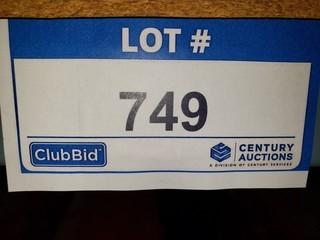 LOT #
749
ClubBid
CENTURY
AUCTIONS
A DIVISION OF CENTURY SERVICES